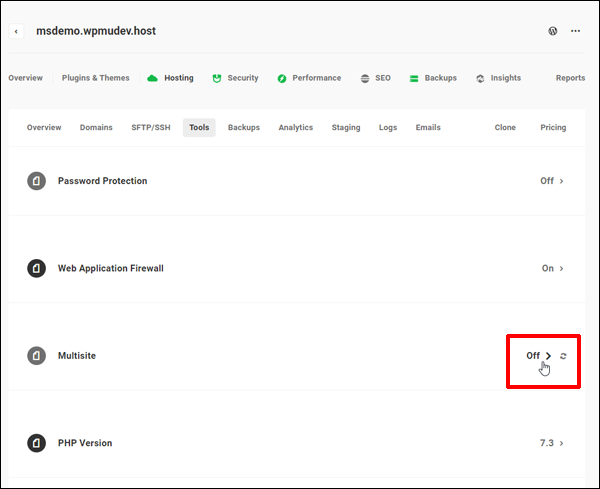 msdemo.wpmudev.host
Overview Plugins & Themes Hosting Security Performance SEO Backups Insights Reports
Overview Domains SFTP/SSH Tools Backups Analytics Staging Logs Emails Clone Pricing
Password Protection Off
Web Application Firewall On
Multisite Off
PHP Version 7.3